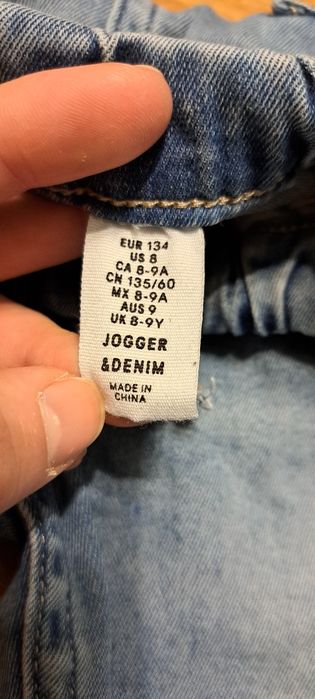 EUR 134
US 8
CA 8-9A
CN 135/60
MX 8-9A
AUS 9
UK 8-9Y
JOGGER
&DENIM
MADE IN
CHINA